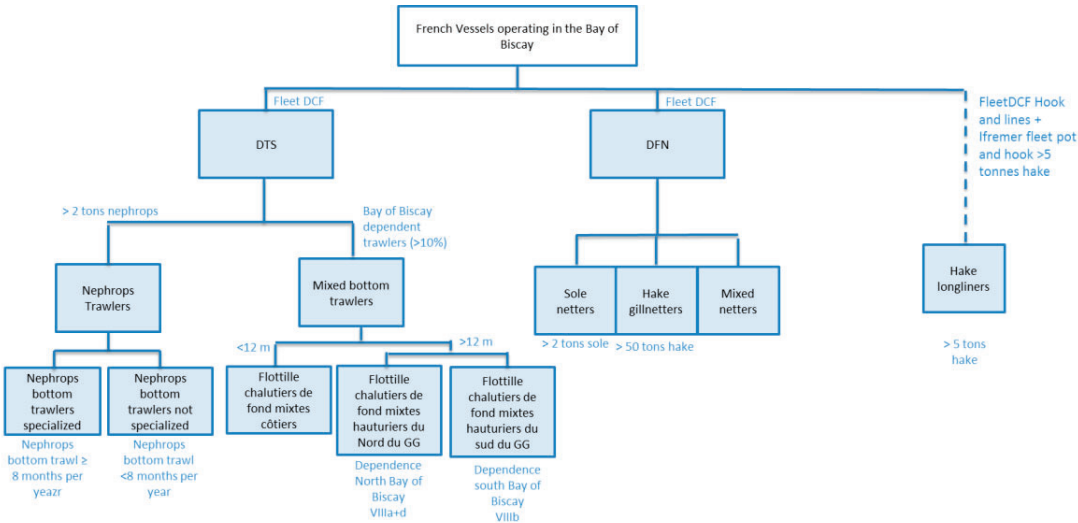 French Vessels operating in the Bay of
Biscay
Fleet DCF
Fleet DCF
FleetDCF Hook
and lines +
Ifremer fleet pot
and hook >5
tonnes hake
DTS
DFN
> 2 tons nephrops
Bay of Biscay
dependent
trawlers (>10%)
Nephrops
Trawlers
Mixed bottom
trawlers
Sole
netters
Hake
gillnetters
Mixed
netters
Hake
longliners
> 2 tons sole
> 50 tons hake
> 5 tons
hake
<12 m
>12 m
Nephrops
bottom
trawlers
specialized
Nephrops
bottom
trawlers not
specialized
Flottille
chalutiers de
fond mixtes
côtiers
Flottille
chalutiers de
fond mixtes
hauturiers du
Nord du GG
Flottille
chalutiers de
fond mixtes
hauturiers du
sud du GG
Nephrops
bottom trawl ≥
8 months per
yeazr
Nephrops
bottom trawl
<8 months per
year
Dependence
North Bay of
Biscay
VIIIa+d
Dependence
south Bay of
Biscay
VIIIb